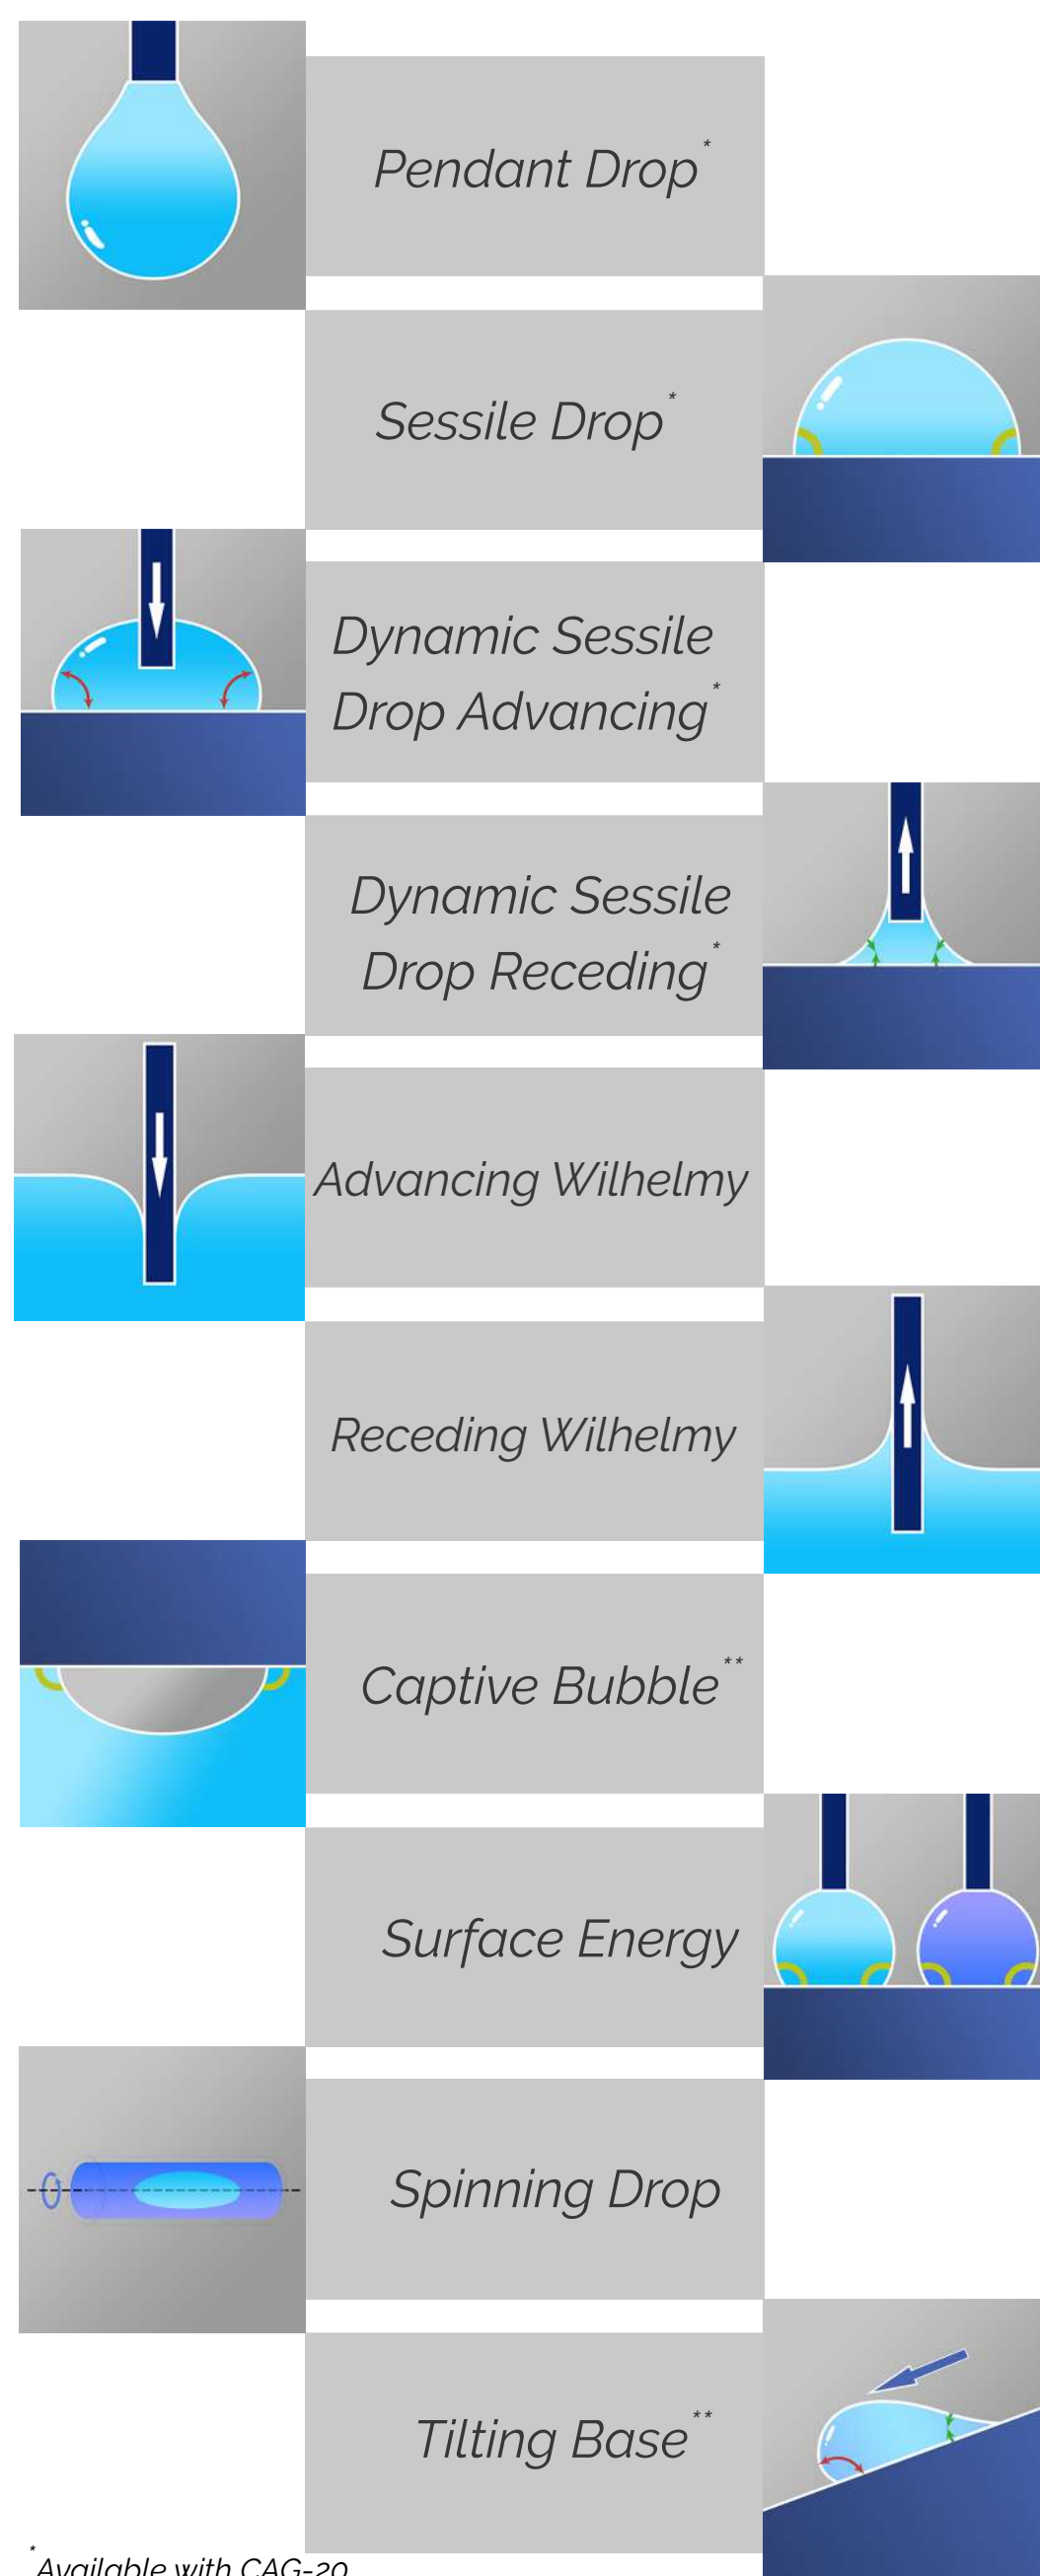 Pendant Drop*
Sessile Drop*
Dynamic Sessile
Drop Advancing*
Dynamic Sessile
Drop Receding*
Advancing Wilhelmy
Receding Wilhelmy
Captive Bubble**
Surface Energy
Spinning Drop
Tilting Base**
*Available with CAG-20